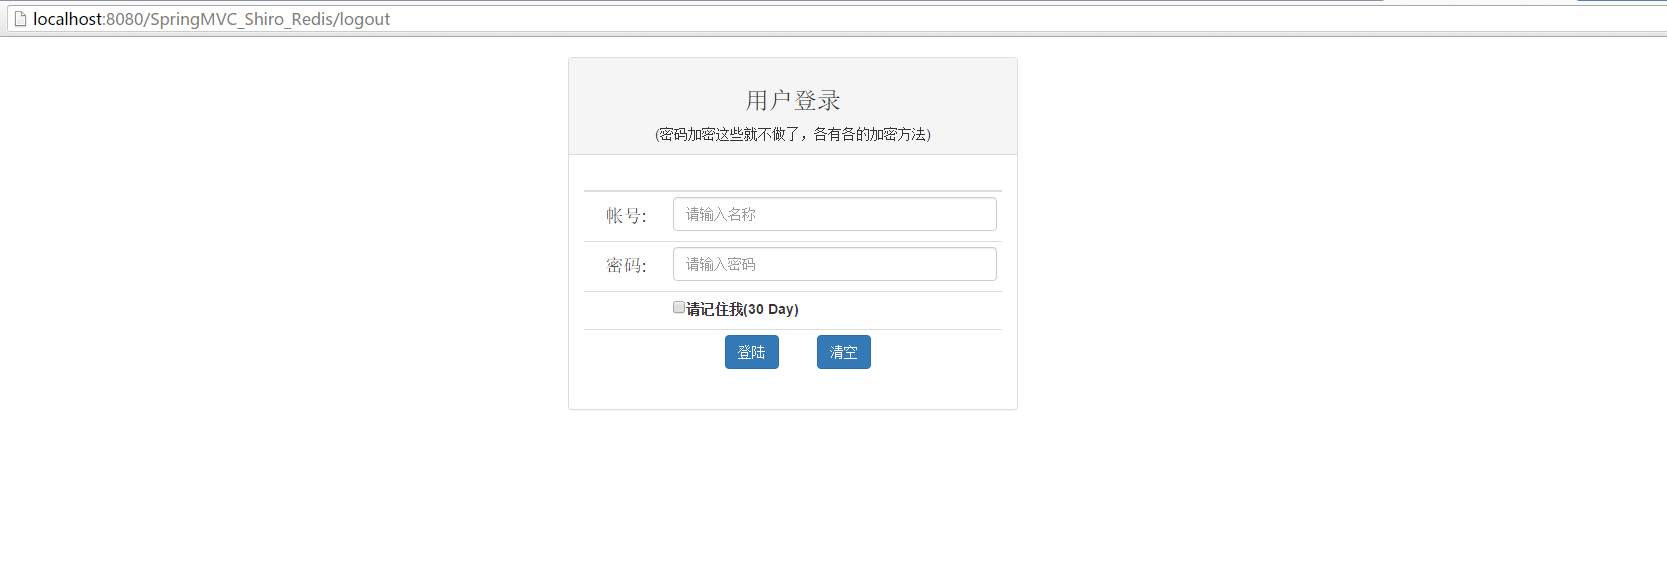 localhost:8080/SpringMVC_Shiro_Redis/logout
用户登录
(密码加密这些就不做了，各有各的加密方法)
帐号: 请输入名称
密码: 请输入密码
请记住我(30 Day)
登陆 清空